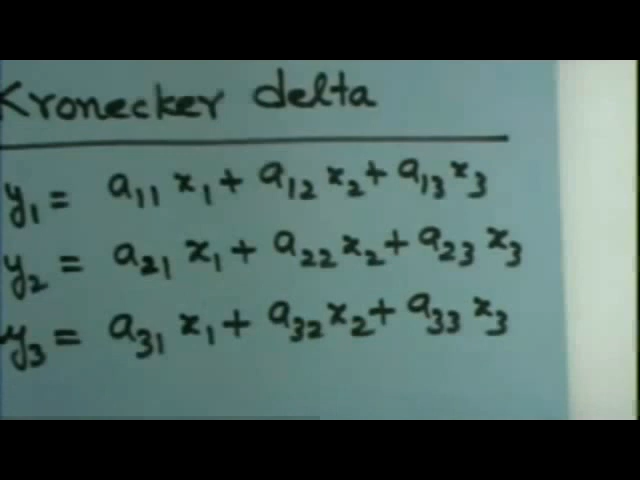 Kronecker delta
y₁ = a₁₁ x₁ + a₁₂ x₂ + a₁₃ x₃
y₂ = a₂₁ x₁ + a₂₂ x₂ + a₂₃ x₃
y₃ = a₃₁ x₁ + a₃₂ x₂ + a₃₃ x₃